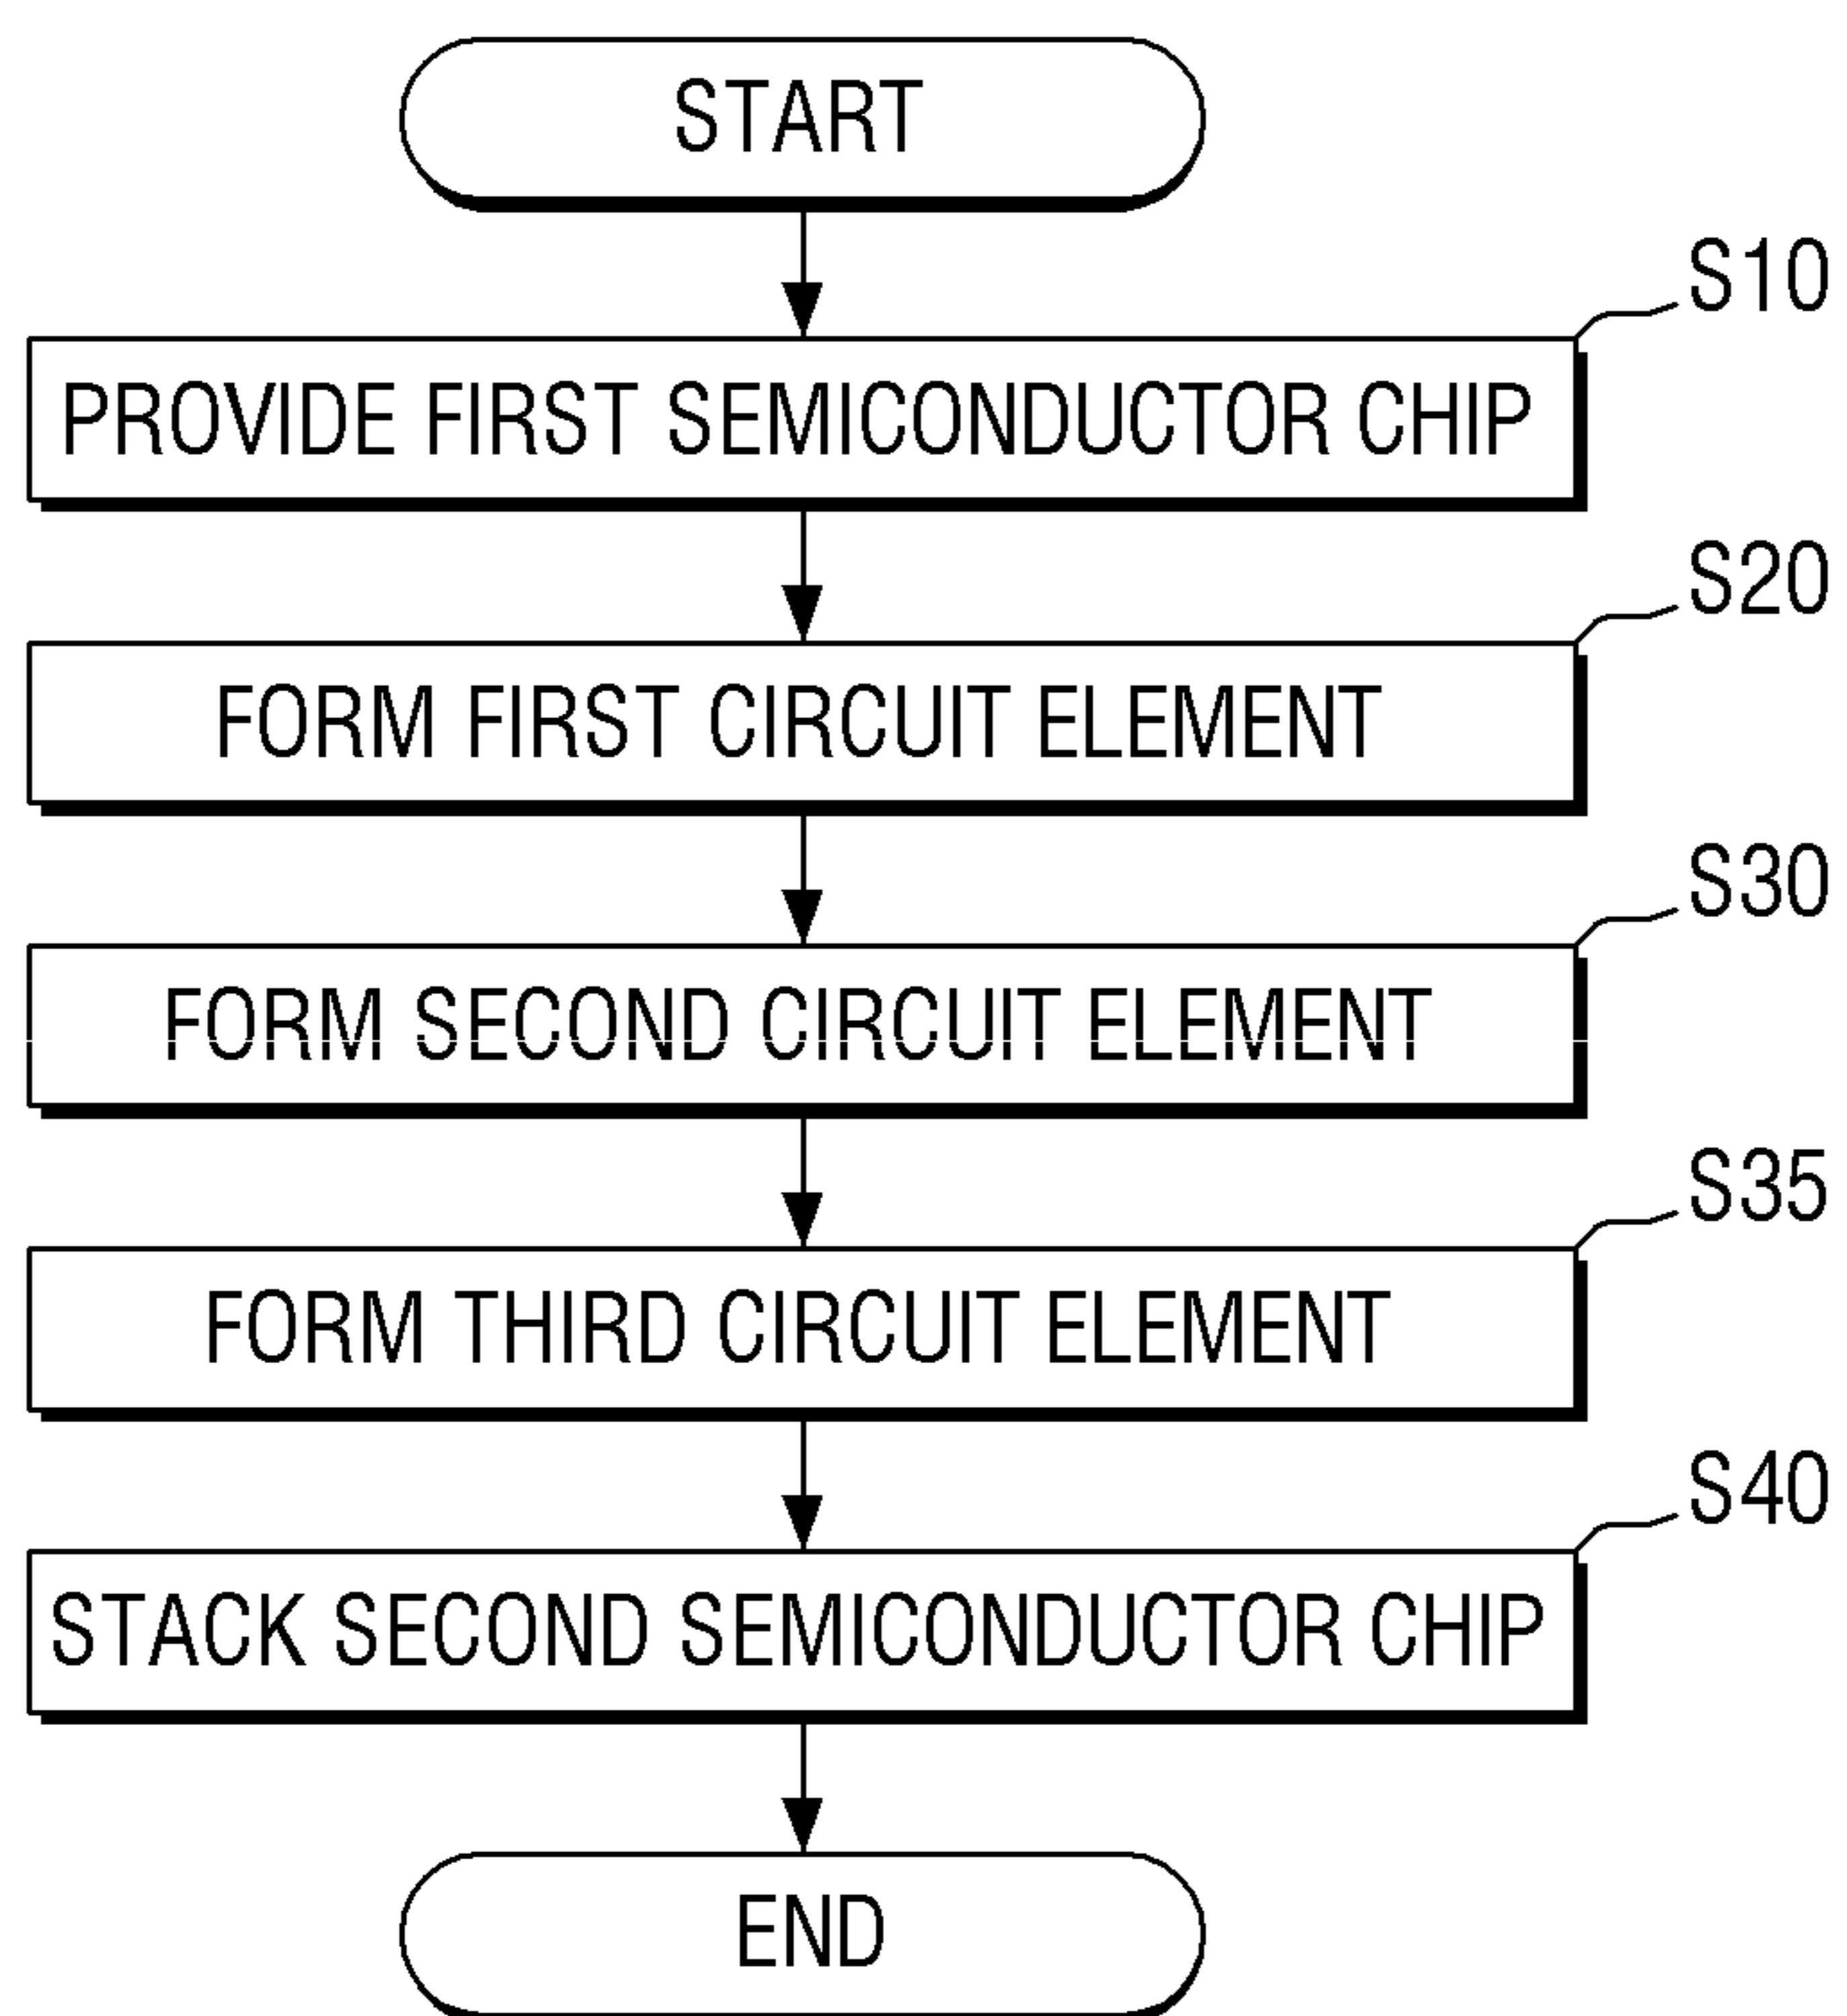 START
S10
PROVIDE FIRST SEMICONDUCTOR CHIP
S20
FORM FIRST CIRCUIT ELEMENT
S30
FORM SECOND CIRCUIT ELEMENT
S35
FORM THIRD CIRCUIT ELEMENT
S40
STACK SECOND SEMICONDUCTOR CHIP
END